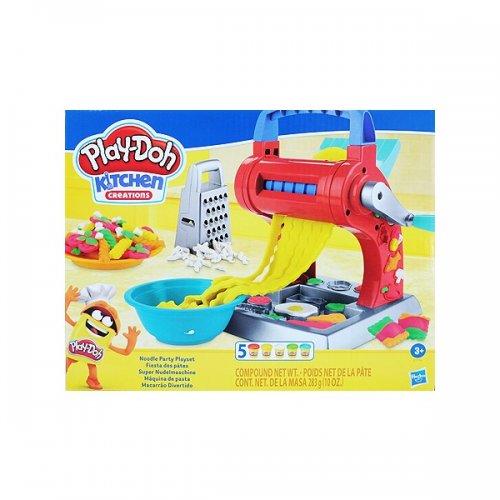 Play-Doh
KITCHEN
CREATIONS
Play-Doh
Noodle Party Playset
Fiesta des pâtes
Super Nudelmaschine
Máquina de pasta
Macarrão Divertido
5
COMPOUND NET WT. - POIDS NET DE LA PÂTE
CONT. NET. DE LA MASA 283 g (10 OZ.)
3+
Hasbro